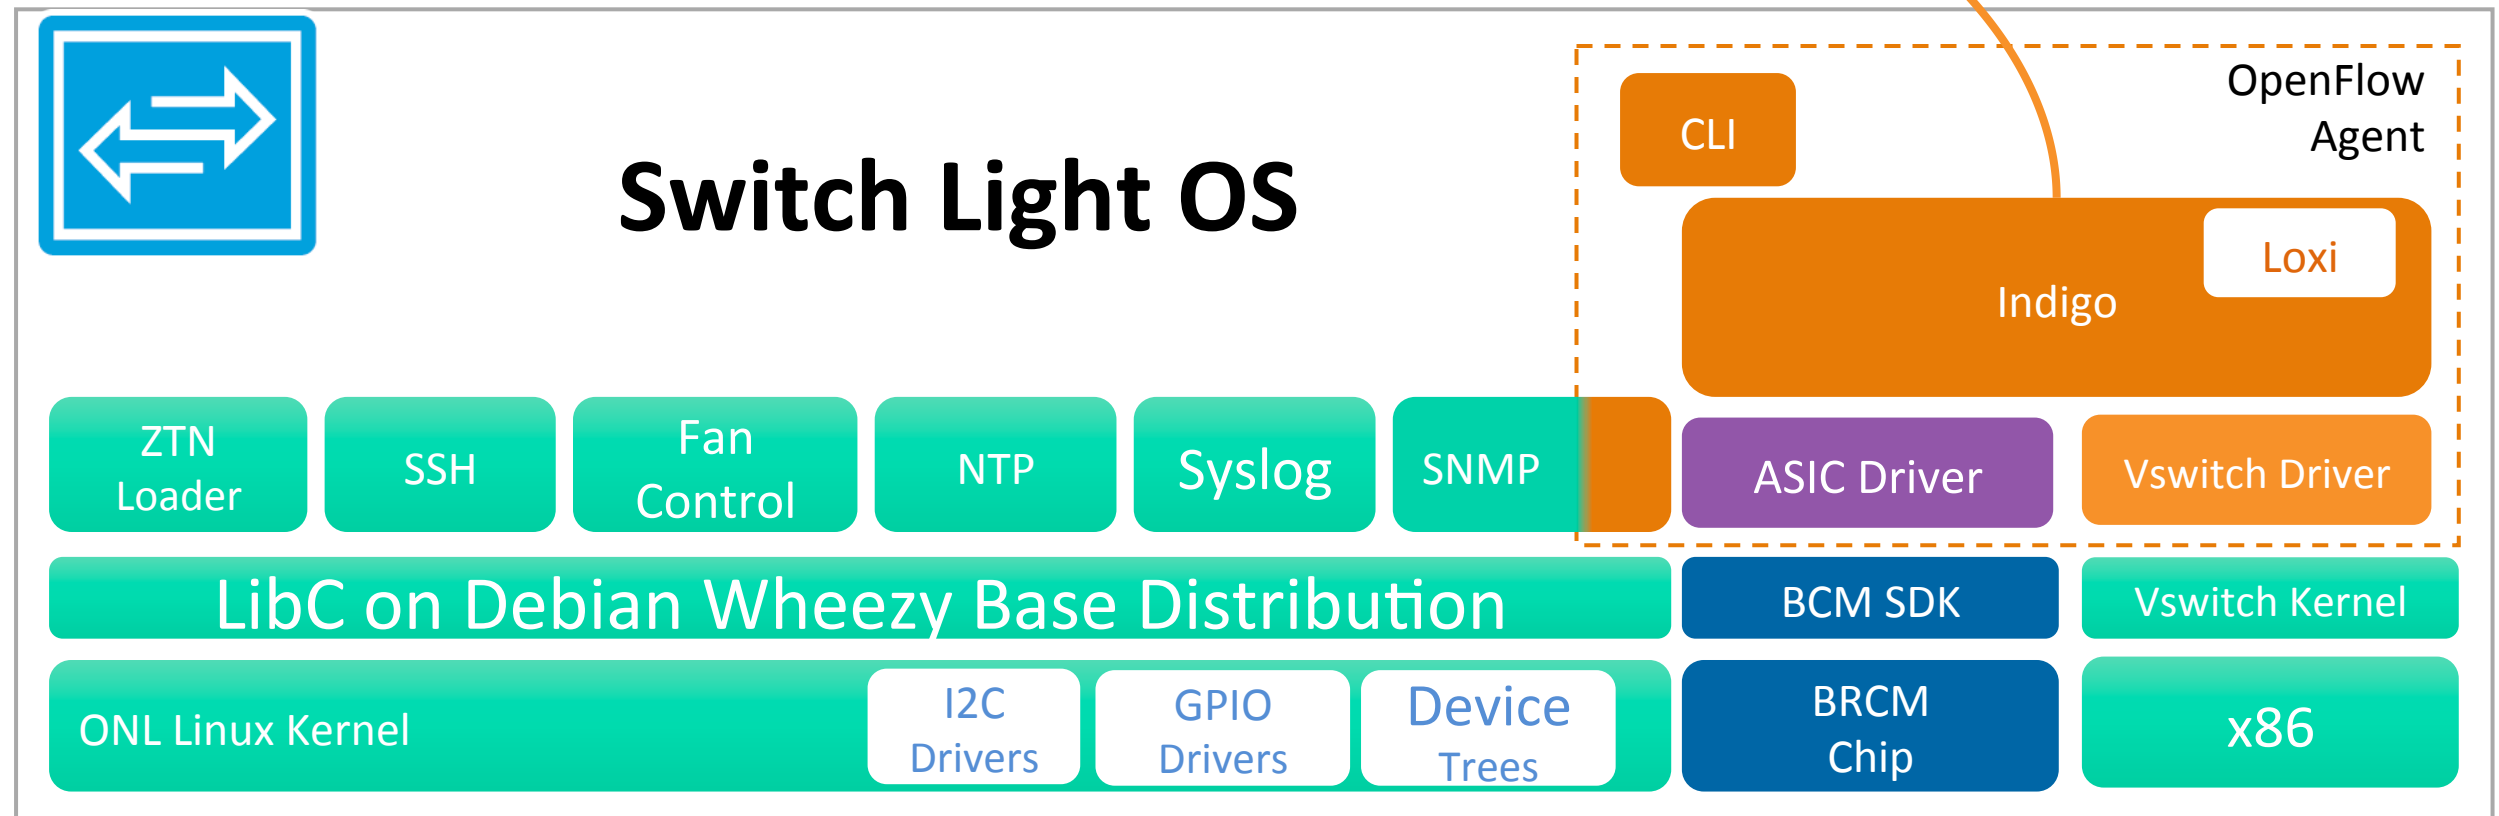 OpenFlow
Agent
CLI
Switch Light OS
Loxi
Indigo
ZTN
Loader
SSH
Fan
Control
NTP
Syslog
SNMP
ASIC Driver
Vswitch Driver
LibC on Debian Wheezy Base Distribution
BCM SDK
Vswitch Kernel
ONL Linux Kernel
I2C
Drivers
GPIO
Drivers
Device
Trees
BRCM
Chip
x86